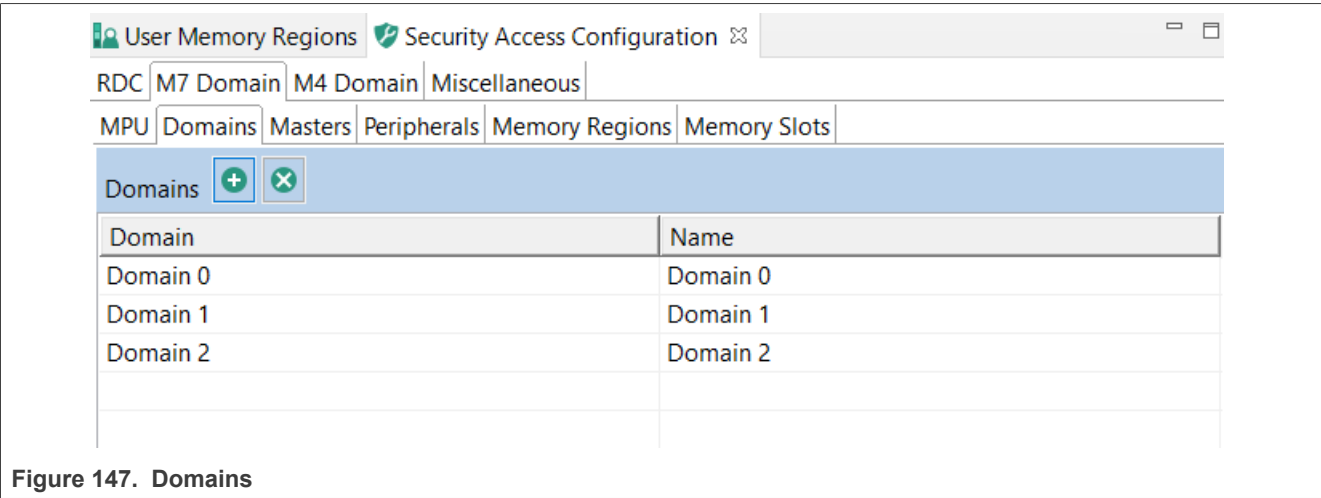 User Memory Regions Security Access Configuration
RDC M7 Domain M4 Domain Miscellaneous
MPU Domains Masters Peripherals Memory Regions Memory Slots
Domains
Domain Name
Domain 0 Domain 0
Domain 1 Domain 1
Domain 2 Domain 2
Figure 147. Domains